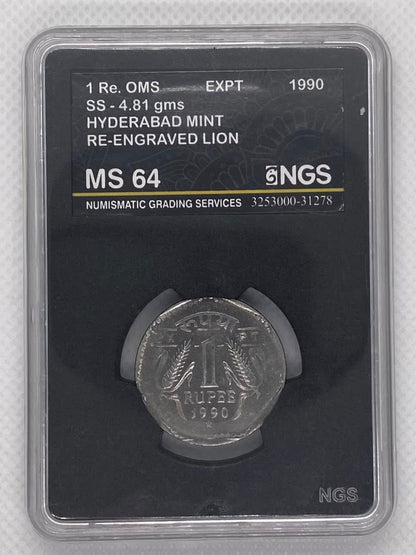 1 Re. OMS EXPT 1990
SS - 4.81 gms
HYDERABAD MINT
RE-ENGRAVED LION
MS 64 NGS
NUMISMATIC GRADING SERVICES 3253000-31278
रुपया
1
RUPEE
1990
NGS